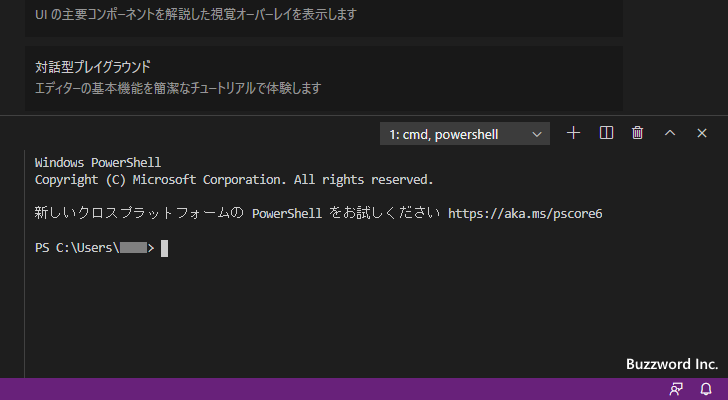 UI の主要コンポーネントを解説した視覚オーバーレイを表示します
対話型プレイグラウンド
エディターの基本機能を簡潔なチュートリアルで体験します
1: cmd, powershell
Windows PowerShell
Copyright (C) Microsoft Corporation. All rights reserved.
新しいクロスプラットフォームの PowerShell をお試しください https://aka.ms/pscore6
PS C:\Users\ >
Buzzword Inc.